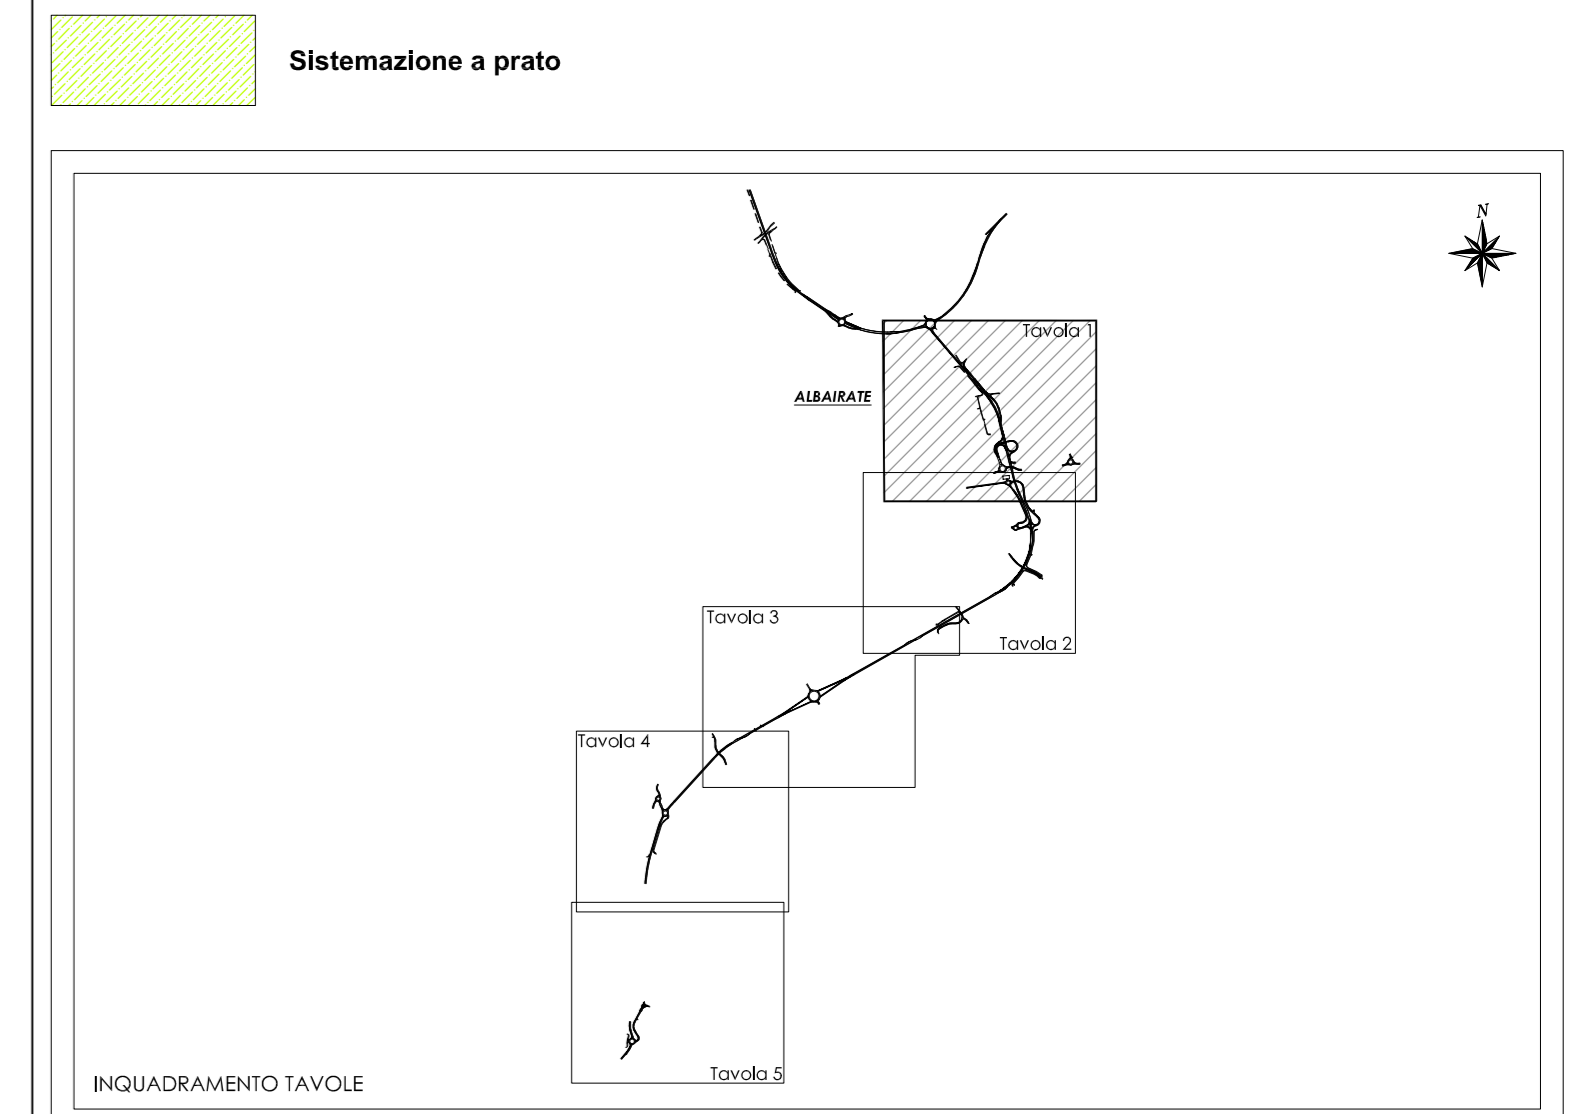 Sistemazione a prato
N
Tavola 1
ALBAIRATE
Tavola 3
Tavola 2
Tavola 4
Tavola 5
INQUADRAMENTO TAVOLE